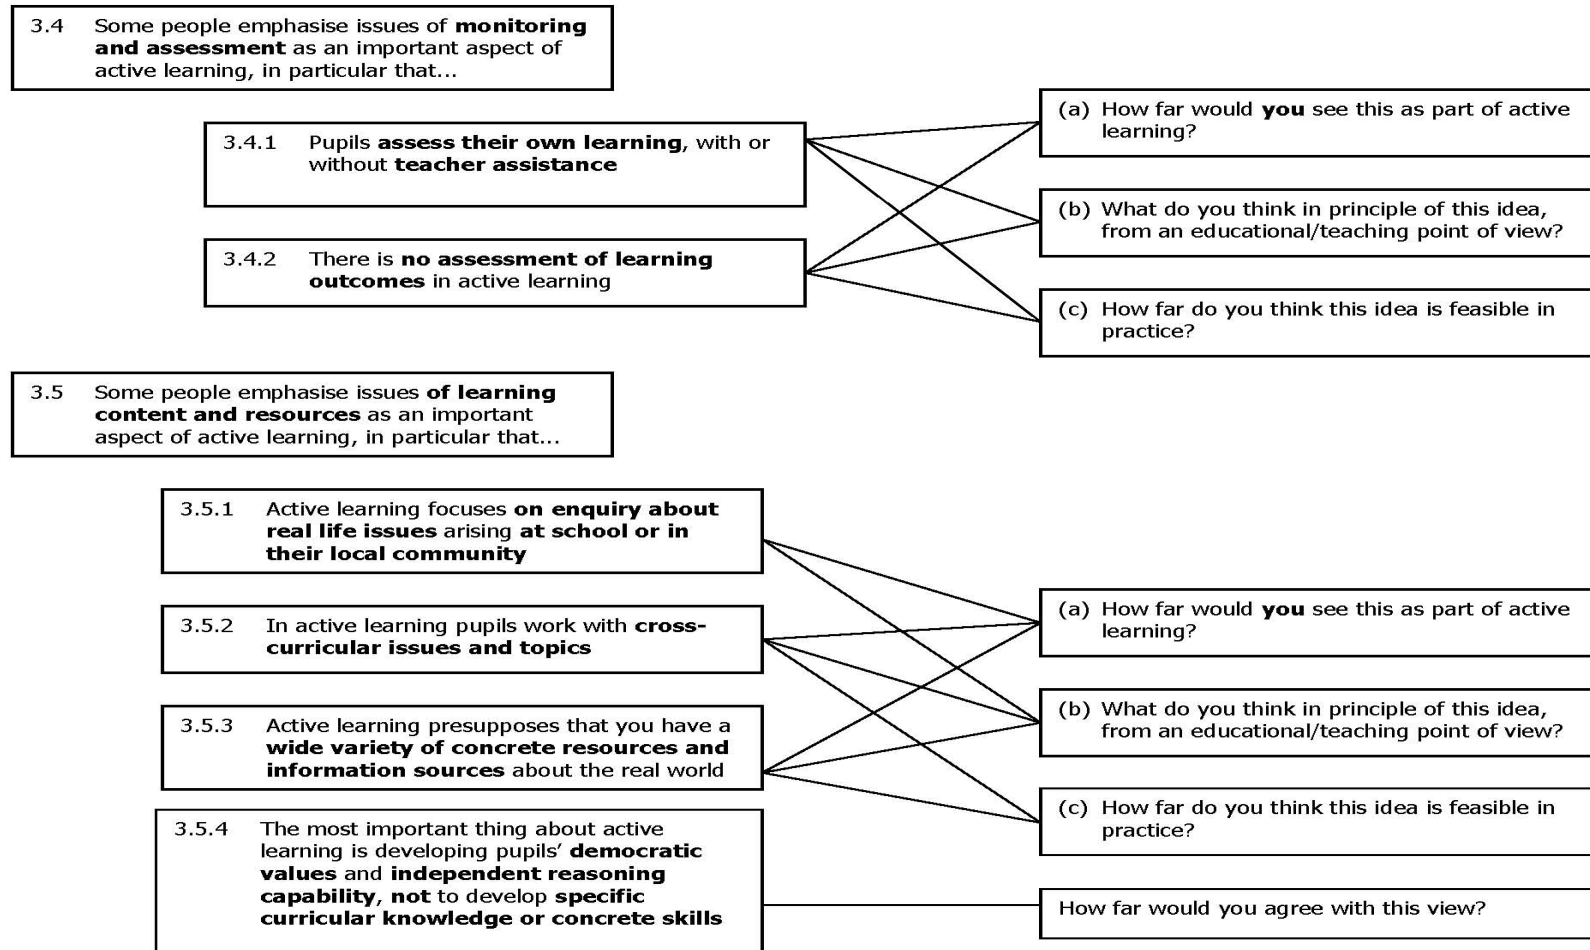 3.4 Some people emphasise issues of monitoring
and assessment as an important aspect of
active learning, in particular that...
3.4.1 Pupils assess their own learning, with or
without teacher assistance
3.4.2 There is no assessment of learning
outcomes in active learning
(a) How far would you see this as part of active
learning?
(b) What do you think in principle of this idea,
from an educational/teaching point of view?
(c) How far do you think this idea is feasible in
practice?
3.5 Some people emphasise issues of learning
content and resources as an important
aspect of active learning, in particular that...
3.5.1 Active learning focuses on enquiry about
real life issues arising at school or in
their local community
3.5.2 In active learning pupils work with cross-
curricular issues and topics
3.5.3 Active learning presupposes that you have a
wide variety of concrete resources and
information sources about the real world
3.5.4 The most important thing about active
learning is developing pupils' democratic
values and independent reasoning
capability, not to develop specific
curricular knowledge or concrete skills
(a) How far would you see this as part of active
learning?
(b) What do you think in principle of this idea,
from an educational/teaching point of view?
(c) How far do you think this idea is feasible in
practice?
How far would you agree with this view?